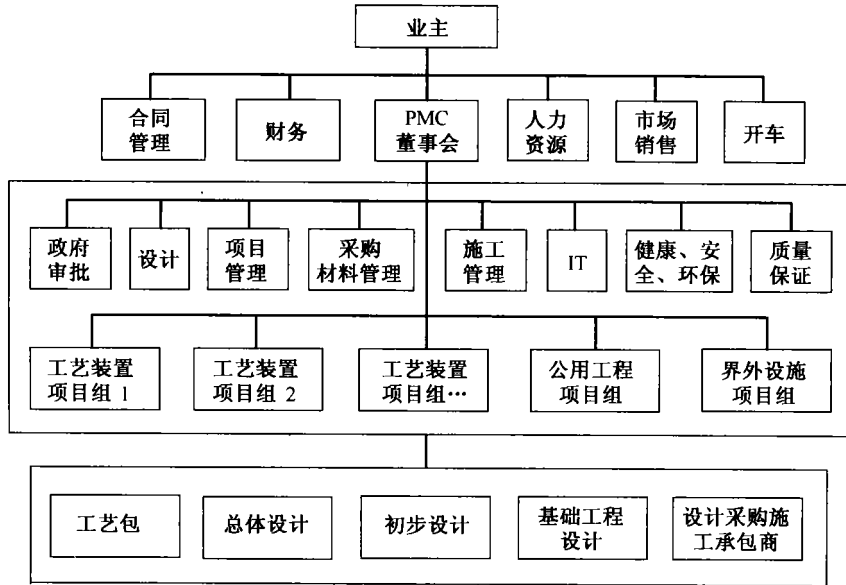 业主
合同
管理
财务
PMC
董事会
人力
资源
市场
销售
开车
政府
审批
设计
项目
管理
采购
材料管理
施工
管理
IT
健康、安
全、环保
质量
保证
工艺装置
项目组 1
工艺装置
项目组 2
工艺装置
项目组…
公用工程
项目组
界外设施
项目组
工艺包
总体设计
初步设计
基础工程
设计
设计采购施
工承包商